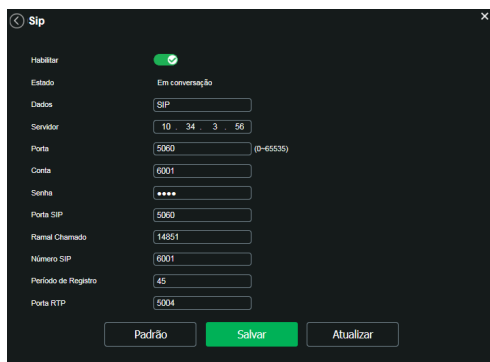 Sip
Habilitar
Estado Em conversação
Dados SIP
Servidor 10 . 34 . 3 . 56
Porta 5060 (0~65535)
Conta 6001
Senha ••••
Porta SIP 5060
Ramal Chamado 14851
Número SIP 6001
Período de Registro 45
Porta RTP 5004
Padrão Salvar Atualizar